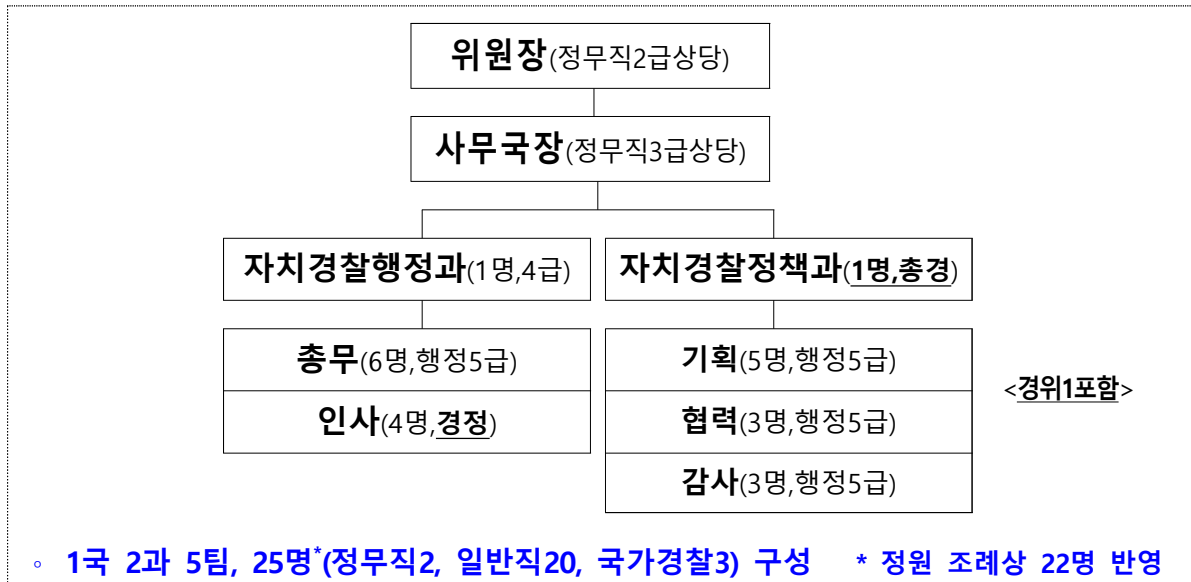 위원장(정무직2급상당)
사무국장(정무직3급상당)
자치경찰행정과(1명,4급)
자치경찰정책과(1명,총경)
총무(6명,행정5급)
인사(4명,경정)
기획(5명,행정5급)
협력(3명,행정5급)
감사(3명,행정5급)
<경위1포함>
◦ 1국 2과 5팀, 25명*(정무직2, 일반직20, 국가경찰3) 구성 * 정원 조례상 22명 반영